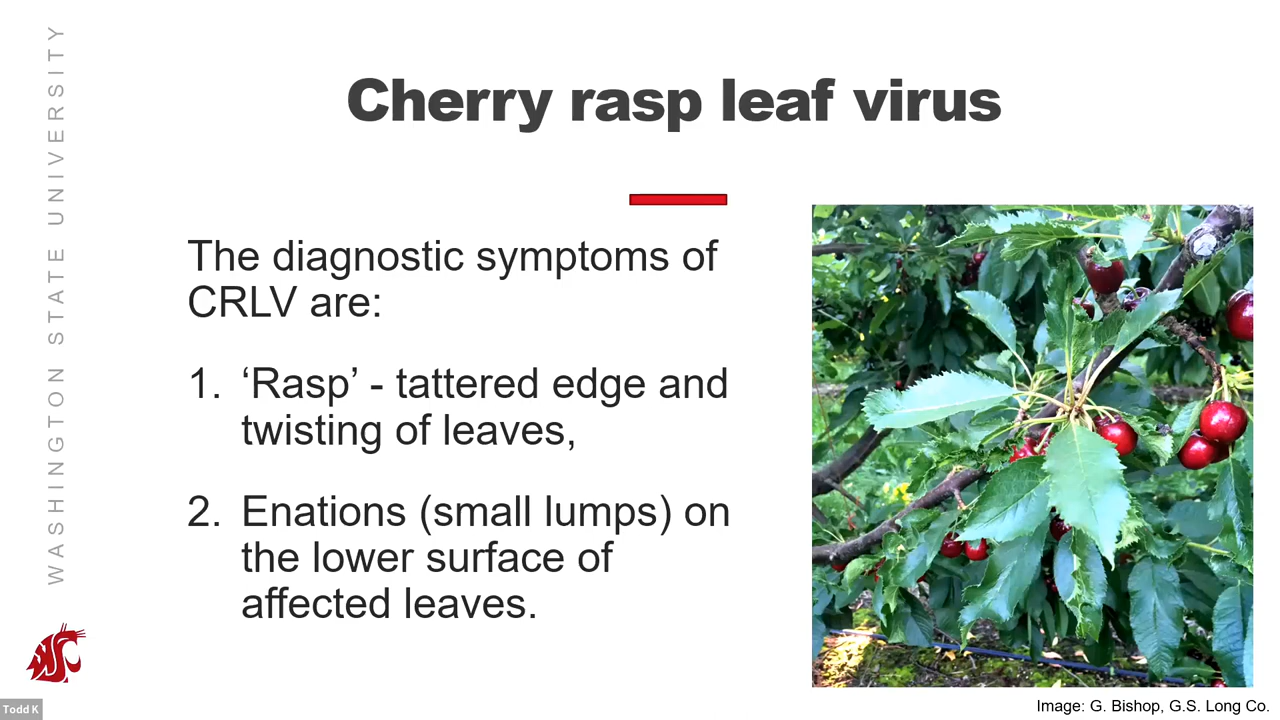 WASHINGTON STATE UNIVERSITY
Cherry rasp leaf virus
The diagnostic symptoms of
CRLV are:
1. ‘Rasp’ - tattered edge and
twisting of leaves,
2. Enations (small lumps) on
the lower surface of
affected leaves.
Image: G. Bishop, G.S. Long Co.
Todd K